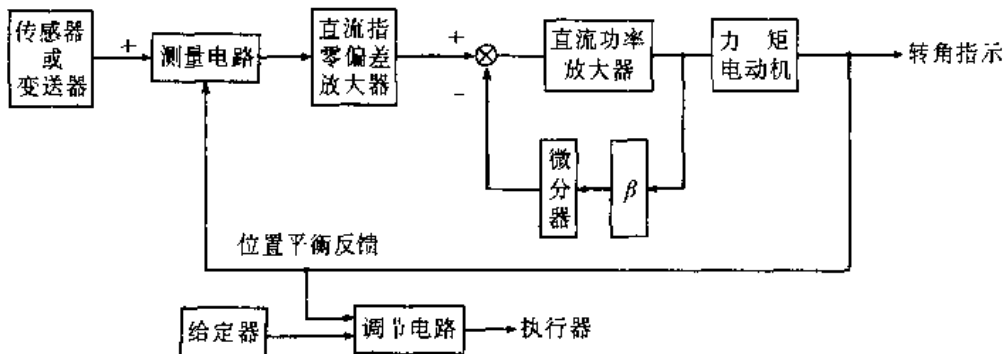 传感器
或
变送器
+
测量电路
直流指
零偏差
放大器
+
-
直流功率
放大器
力矩
电动机
转角指示
微
分
器
β
位置平衡反馈
给定器
调节电路
执行器